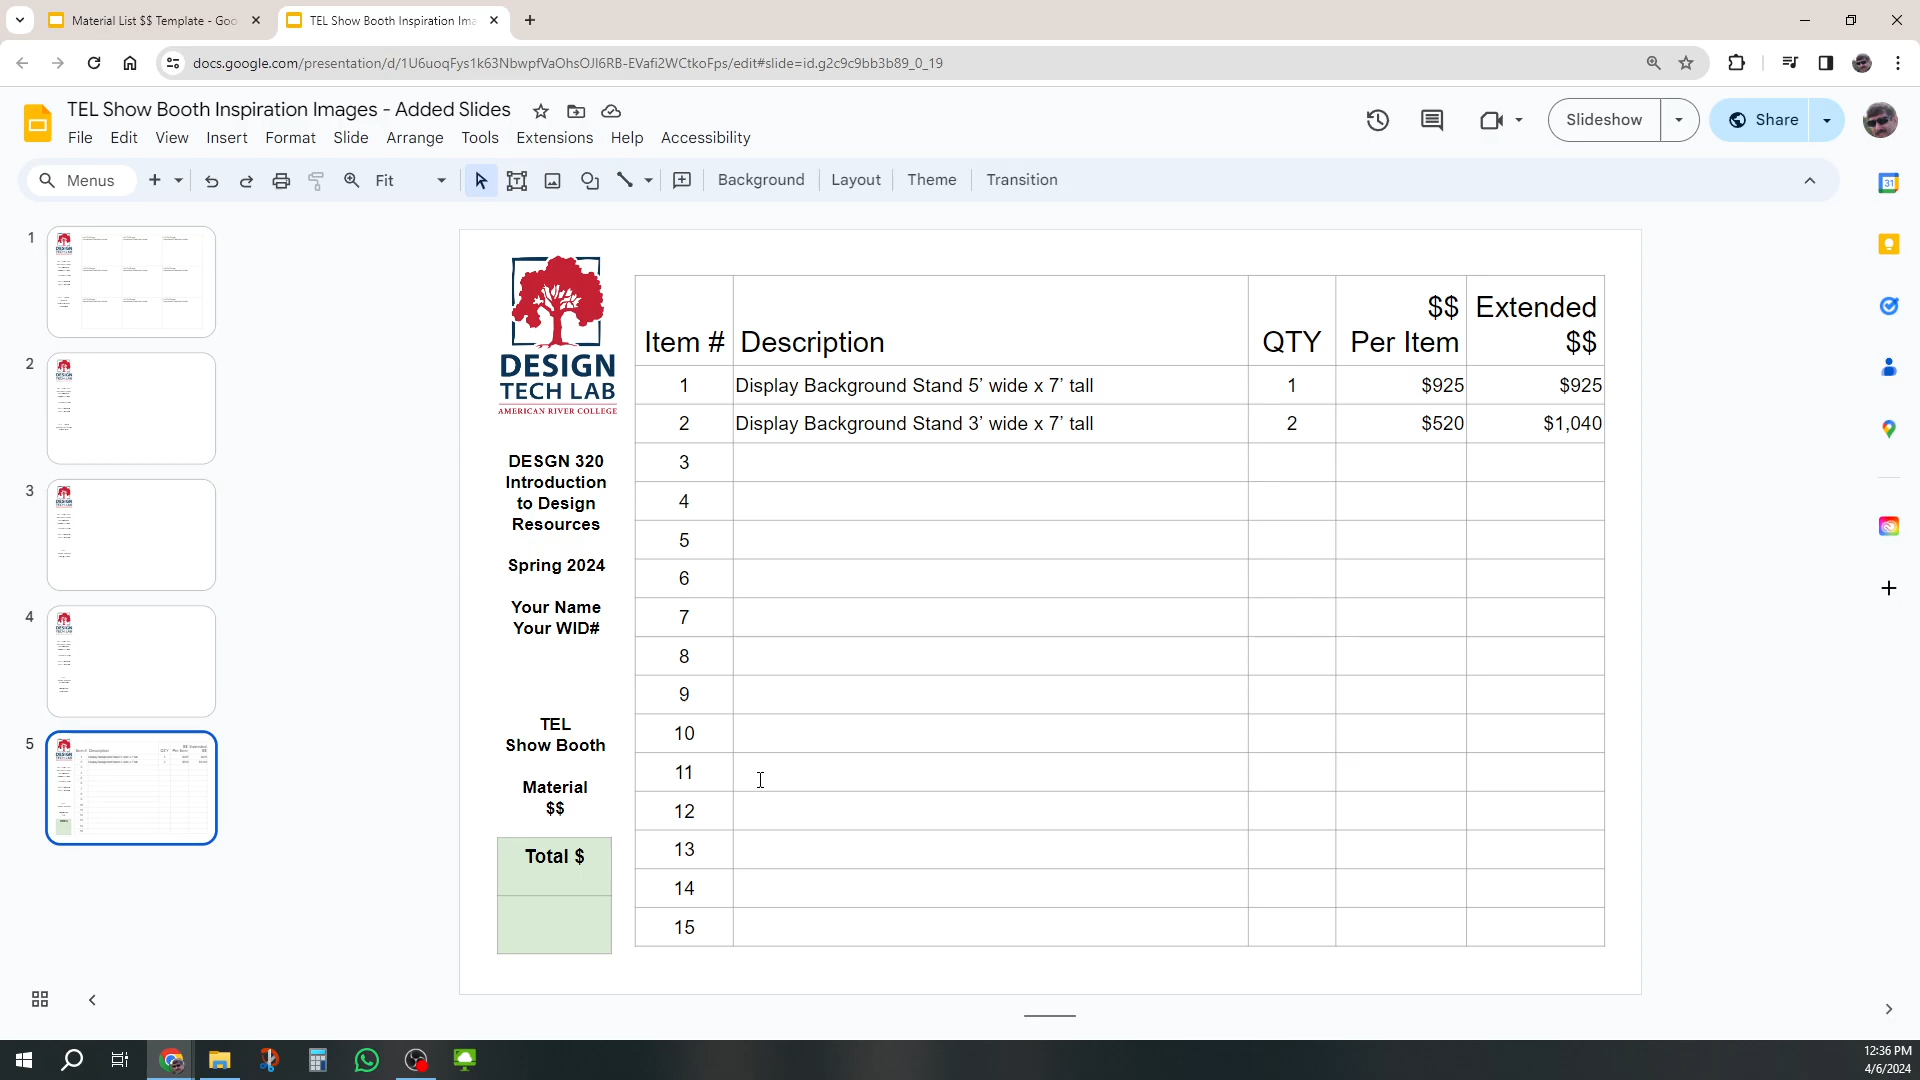 Material List $$ Template - Goo
TEL Show Booth Inspiration Ima
docs.google.com/presentation/d/1U6uoqFys1k63NbwpfVaOhsOJl6RB-EVafi2WCtkoFps/edit#slide=id.g2c9c9bb3b89_0_19
TEL Show Booth Inspiration Images - Added Slides
File Edit View Insert Format Slide Arrange Tools Extensions Help Accessibility
Slideshow
Share
Menus
Fit
Background
Layout
Theme
Transition
31
1
2
3
4
5
DESIGN
TECH LAB
AMERICAN RIVER COLLEGE
DESGN 320
Introduction
to Design
Resources
Spring 2024
Your Name
Your WID#
TEL
Show Booth
Material
$$
Total $
Item # Description QTY $$ Per Item Extended $$
1 Display Background Stand 5’ wide x 7’ tall 1 $925 $925
2 Display Background Stand 3’ wide x 7’ tall 2 $520 $1,040
3
4
5
6
7
8
9
10
11
12
13
14
15
12:36 PM
4/6/2024